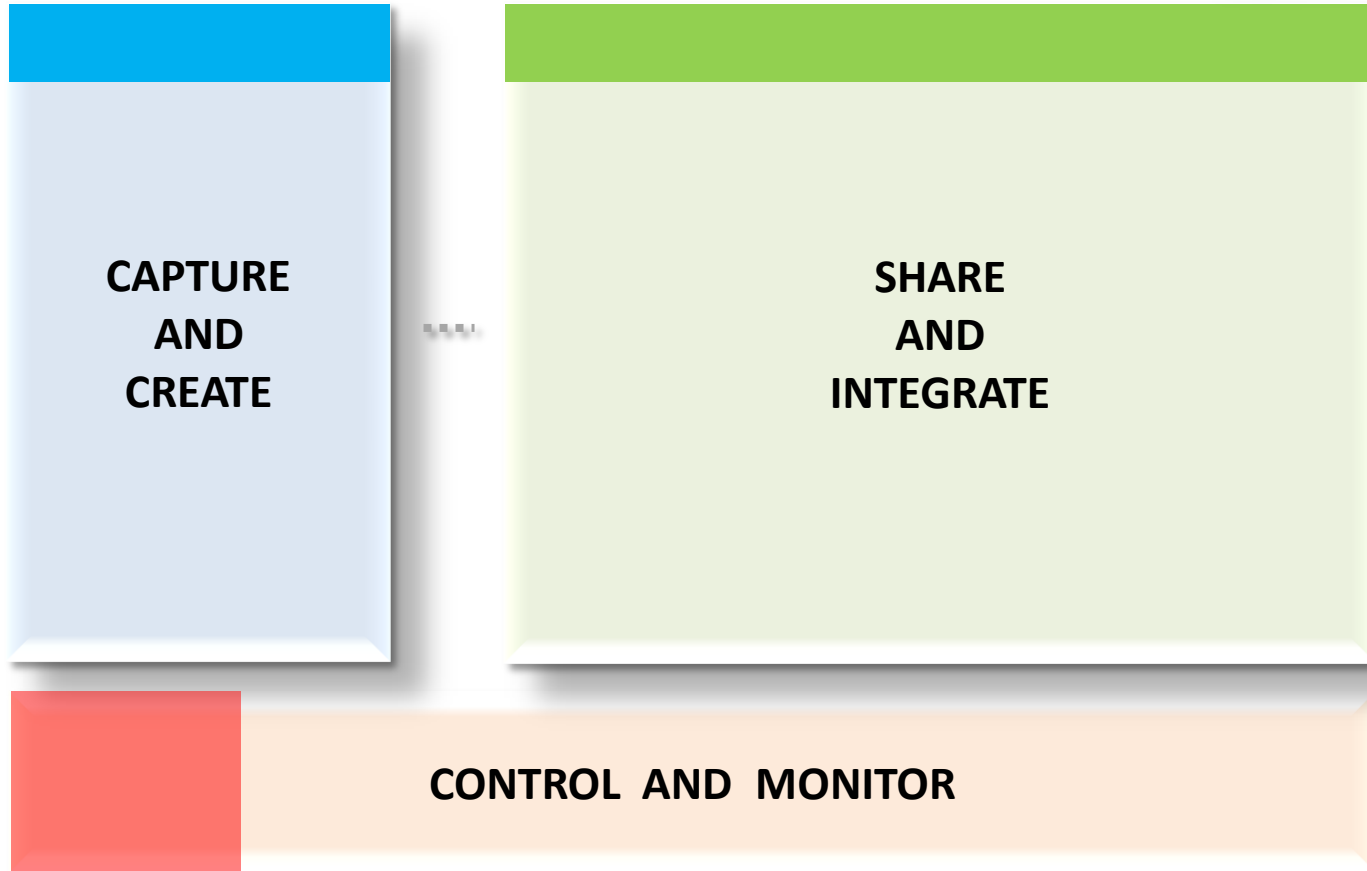 CAPTURE
AND
CREATE
SHARE
AND
INTEGRATE
CONTROL AND MONITOR